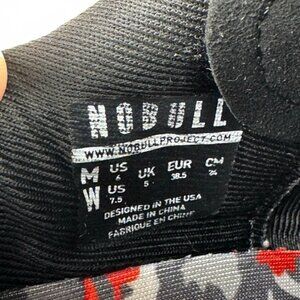 NOBULL
WWW.NOBULLPROJECT.COM
M US UK EUR CM
6 5 38.5 24
W US
7.5
DESIGNED IN THE USA
MADE IN CHINA
FABRIQUÉ EN CHINE